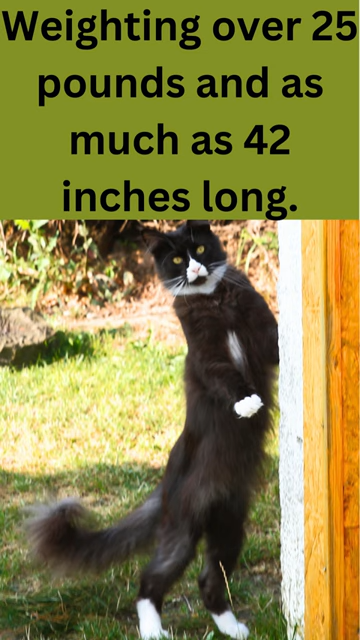 Weighting over 25
pounds and as
much as 42
inches long.